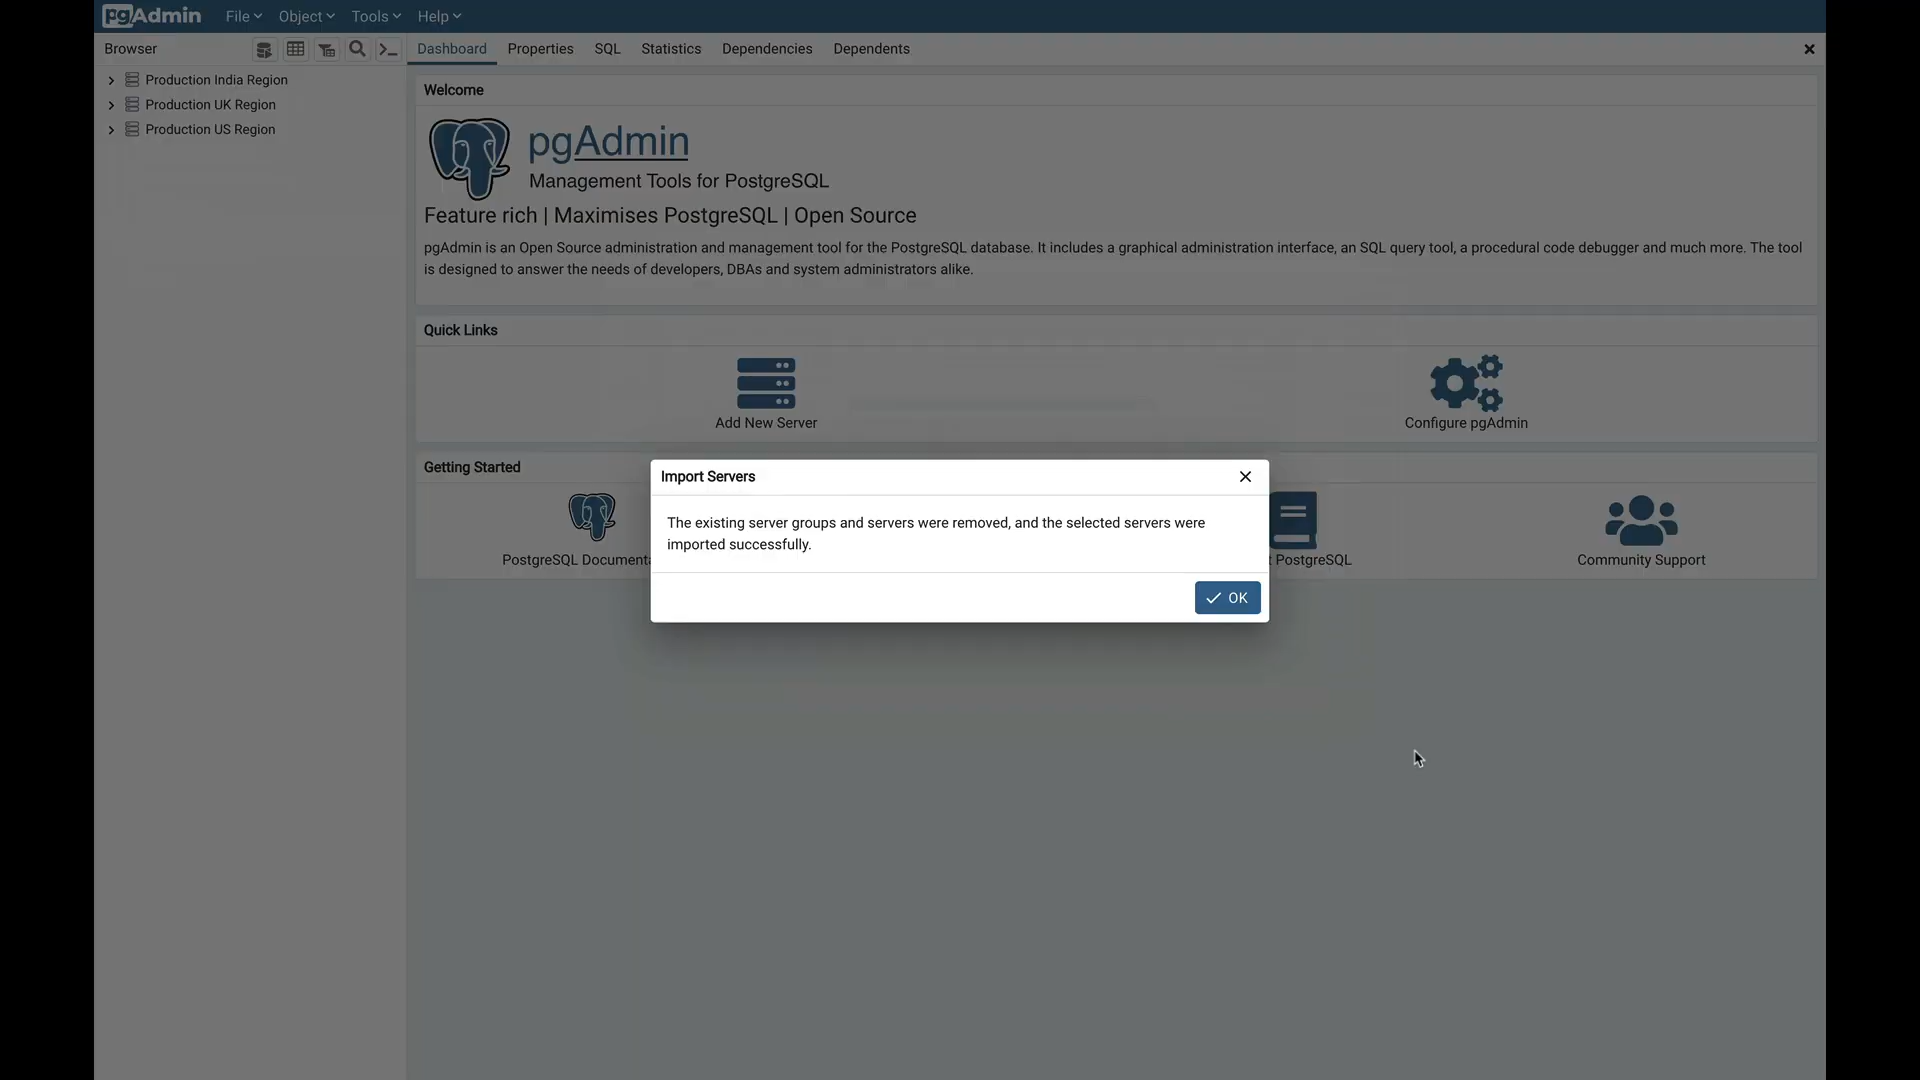 pgAdmin File Object Tools Help
Browser
Dashboard Properties SQL Statistics Dependencies Dependents
Production India Region
Production UK Region
Production US Region
Welcome
pgAdmin
Management Tools for PostgreSQL
Feature rich | Maximises PostgreSQL | Open Source
pgAdmin is an Open Source administration and management tool for the PostgreSQL database. It includes a graphical administration interface, an SQL query tool, a procedural code debugger and much more. The tool
is designed to answer the needs of developers, DBAs and system administrators alike.
Quick Links
Add New Server Configure pgAdmin
Getting Started
PostgreSQL Documenta t PostgreSQL Community Support
Import Servers
The existing server groups and servers were removed, and the selected servers were
imported successfully.
OK